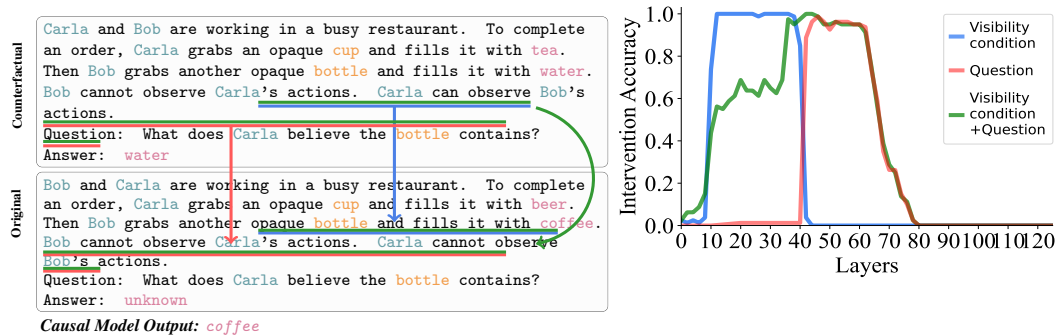 Counterfactual
Carla and Bob are working in a busy restaurant. To complete
an order, Carla grabs an opaque cup and fills it with tea.
Then Bob grabs another opaque bottle and fills it with water.
Bob cannot observe Carla's actions. Carla can observe Bob's
actions.
Question: What does Carla believe the bottle contains?
Answer: water
Original
Bob and Carla are working in a busy restaurant. To complete
an order, Carla grabs an opaque cup and fills it with beer.
Then Bob grabs another opaque bottle and fills it with coffee.
Bob cannot observe Carla's actions. Carla cannot observe
Bob's actions.
Question: What does Carla believe the bottle contains?
Answer: unknown
Causal Model Output: coffee
Intervention Accuracy
1.0
0.8
0.6
0.4
0.2
0.0
0 10 20 30 40 50 60 70 80 90 100 110 120
Layers
Visibility
condition
Question
Visibility
condition
+Question